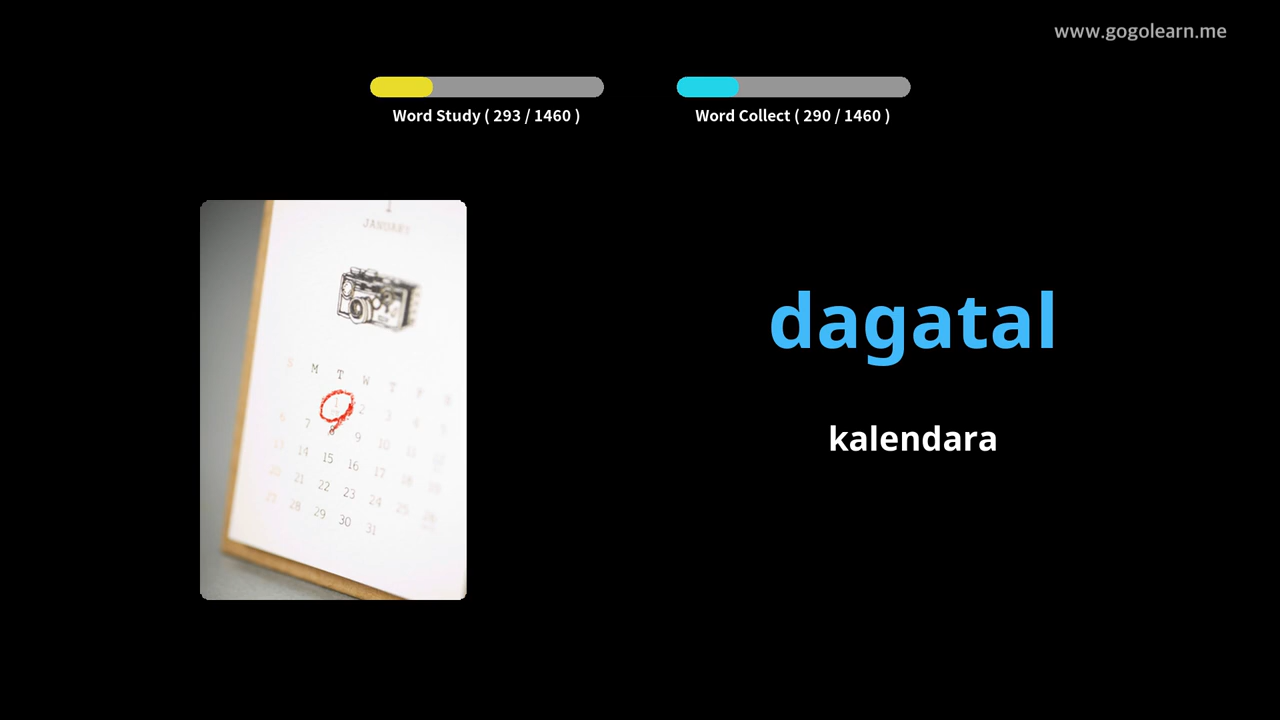 www.gogolearn.me
Word Study ( 293 / 1460 )
Word Collect ( 290 / 1460 )
JANUARY
S M T W T F S
1 2 3 4 5
6 7 8 9 10 11
14 15 16 17 18 19
20 21 22 23 24 25 26
27 28 29 30 31
dagatal
kalendara